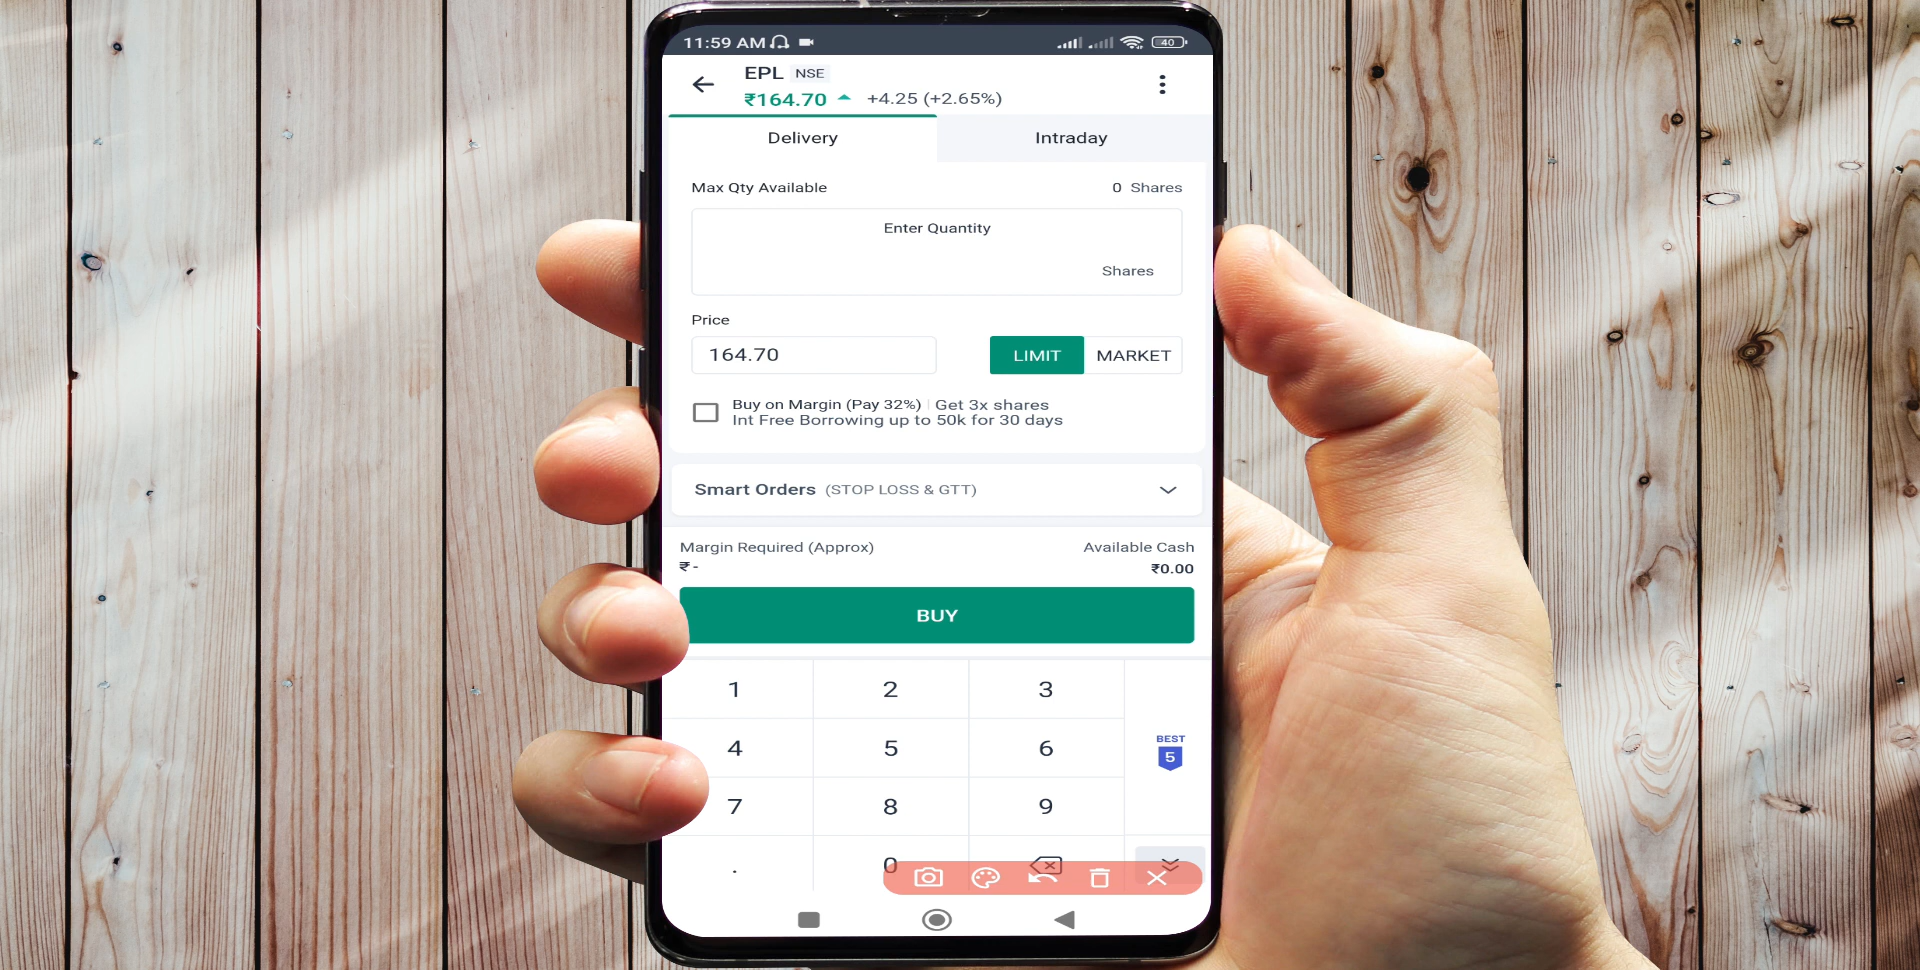 11:59 AM 40
EPL NSE
₹164.70 +4.25 (+2.65%)
Delivery Intraday
Max Qty Available 0 Shares
Enter Quantity
Shares
Price
164.70 LIMIT MARKET
Buy on Margin (Pay 32%) | Get 3x shares
Int Free Borrowing up to 50k for 30 days
Smart Orders (STOP LOSS & GTT)
Margin Required (Approx) Available Cash
₹ - ₹0.00
BUY
1 2 3
BEST
4 5 6 5
7 8 9
. 0